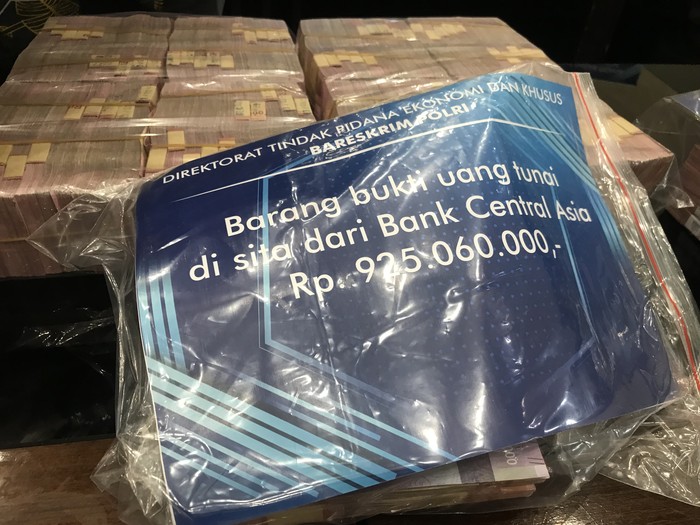 DIREKTORAT TINDAK PIDANA EKONOMI DAN KHUSUS
BARESKRIM POLRI
Barang bukti uang tunai
di sita dari Bank Central Asia
Rp. 925.060.000,-